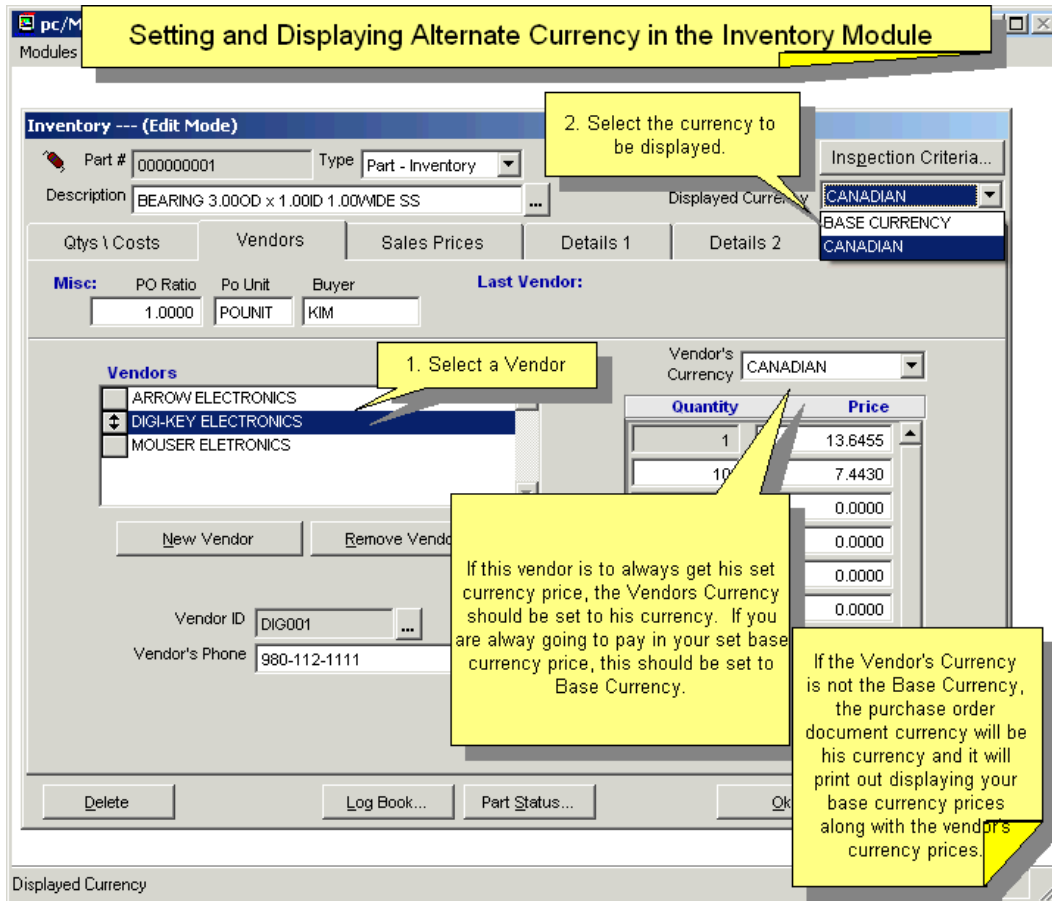 pc/M
Setting and Displaying Alternate Currency in the Inventory Module
Modules
Inventory --- (Edit Mode)
2. Select the currency to
be displayed.
Part # 000000001 Type Part - Inventory
Inspection Criteria...
Description BEARING 3.00OD x 1.00ID 1.00WIDE SS ...
Displayed Currency CANADIAN
BASE CURRENCY
CANADIAN
Qtys \ Costs Vendors Sales Prices Details 1 Details 2
Misc: PO Ratio Po Unit Buyer Last Vendor:
1.0000 POUNIT KIM
1. Select a Vendor
Vendor's
Currency CANADIAN
Vendors
ARROW ELECTRONICS
DIGI-KEY ELECTRONICS
MOUSER ELETRONICS
Quantity Price
1 13.6455
10 7.4430
0.0000
0.0000
0.0000
0.0000
New Vendor Remove Vendo
If this vendor is to always get his set
currency price, the Vendors Currency
should be set to his currency. If you
are alway going to pay in your set base
currency price, this should be set to
Base Currency.
Vendor ID DIG001 ...
Vendor's Phone 980-112-1111
If the Vendor's Currency
is not the Base Currency,
the purchase order
document currency will be
his currency and it will
print out displaying your
base currency prices
along with the vendor's
currency prices.
Delete Log Book... Part Status... Ok
Displayed Currency